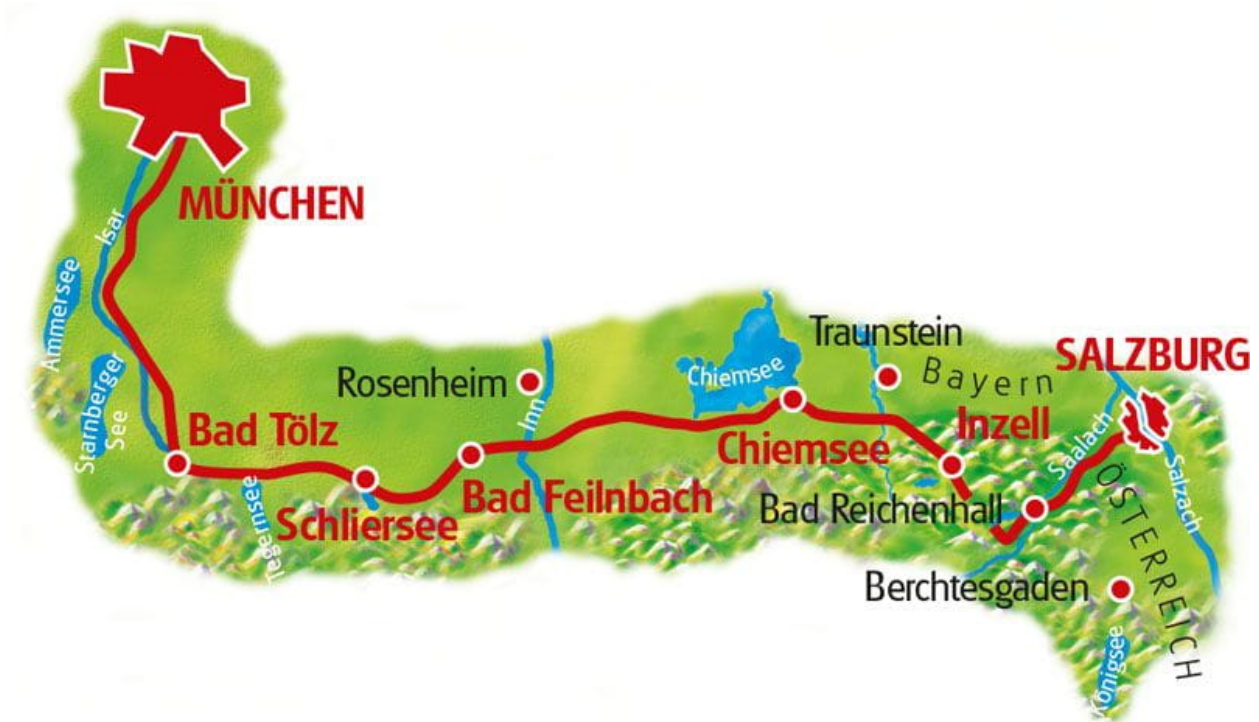 MÜNCHEN
Isar
Ammersee
Starnberger
See
Bad Tölz
Tegernsee
Schliersee
Rosenheim
Bad Feilnbach
Inn
Chiemsee
Chiemsee
Traunstein
Bayern
Inzell
SALZBURG
Saalach
Bad Reichenhall
Salzach
ÖSTERREICH
Berchtesgaden
Königsee